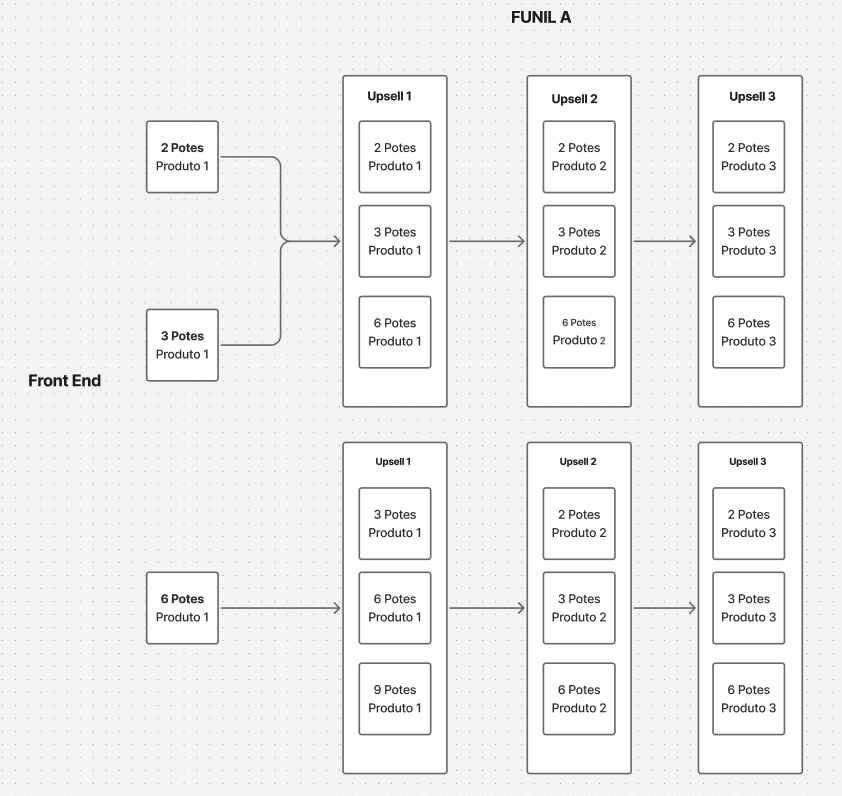 FUNIL A
Front End
2 Potes
Produto 1
3 Potes
Produto 1
Upsell 1
2 Potes
Produto 1
3 Potes
Produto 1
6 Potes
Produto 1
Upsell 2
2 Potes
Produto 2
3 Potes
Produto 2
6 Potes
Produto 2
Upsell 3
2 Potes
Produto 3
3 Potes
Produto 3
6 Potes
Produto 3
6 Potes
Produto 1
Upsell 1
3 Potes
Produto 1
6 Potes
Produto 1
9 Potes
Produto 1
Upsell 2
2 Potes
Produto 2
3 Potes
Produto 2
6 Potes
Produto 2
Upsell 3
2 Potes
Produto 3
3 Potes
Produto 3
6 Potes
Produto 3